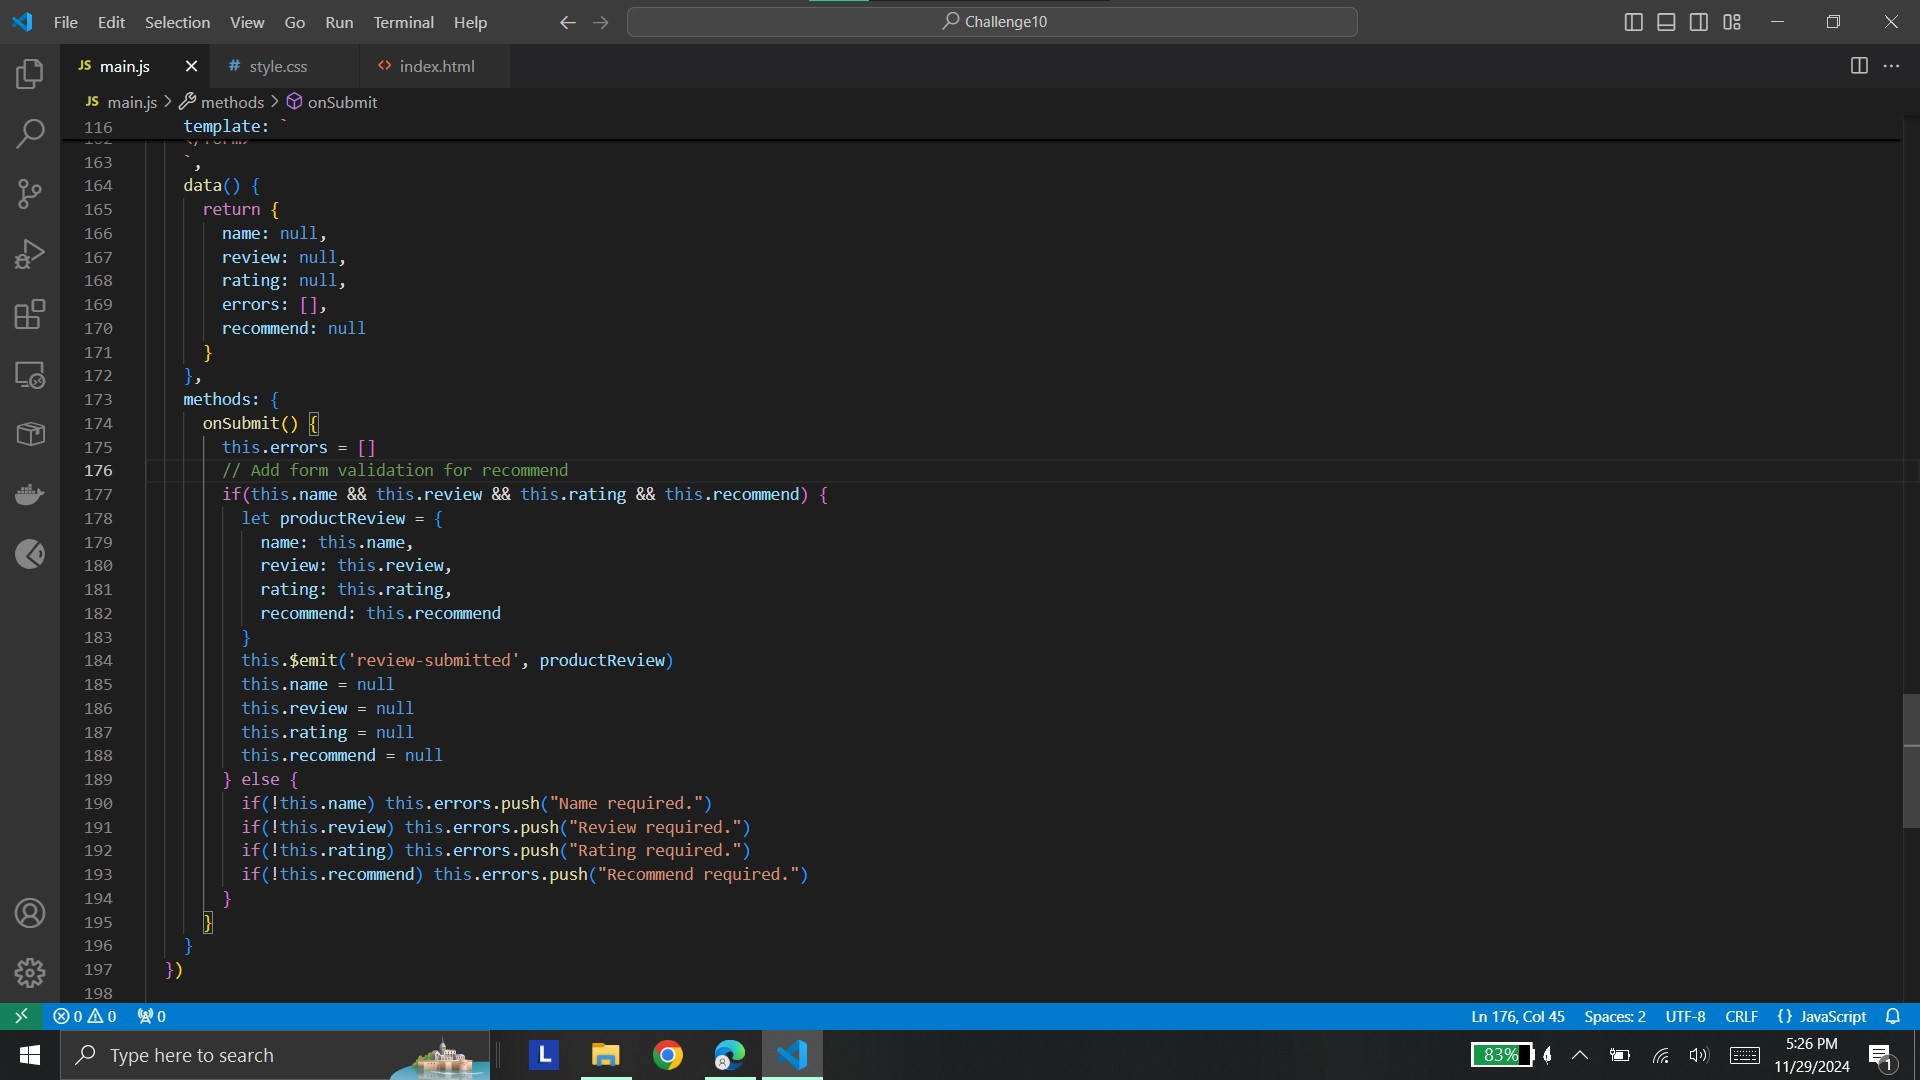 File Edit Selection View Go Run Terminal Help Challenge10
JS main.js # style.css <> index.html
JS main.js > methods > onSubmit
116 template: `
162 </form>
163 `,
164 data() {
165 return {
166 name: null,
167 review: null,
168 rating: null,
169 errors: [],
170 recommend: null
171 }
172 },
173 methods: {
174 onSubmit() {
175 this.errors = []
176 // Add form validation for recommend
177 if(this.name && this.review && this.rating && this.recommend) {
178 let productReview = {
179 name: this.name,
180 review: this.review,
181 rating: this.rating,
182 recommend: this.recommend
183 }
184 this.$emit('review-submitted', productReview)
185 this.name = null
186 this.review = null
187 this.rating = null
188 this.recommend = null
189 } else {
190 if(!this.name) this.errors.push("Name required.")
191 if(!this.review) this.errors.push("Review required.")
192 if(!this.rating) this.errors.push("Rating required.")
193 if(!this.recommend) this.errors.push("Recommend required.")
194 }
195 }
196 }
197 })
198
0 0 0 Ln 176, Col 45 Spaces: 2 UTF-8 CRLF {} JavaScript
Type here to search L 83% 5:26 PM
11/29/2024 1